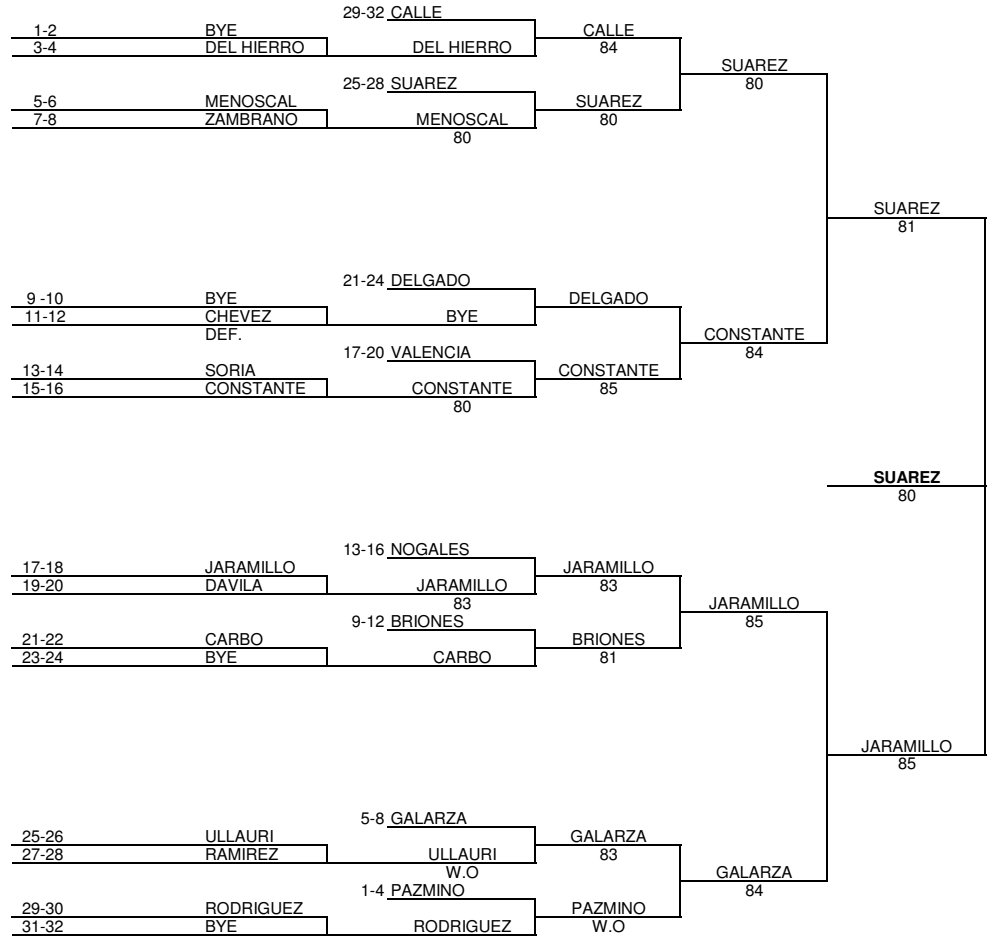 29-32 CALLE
1-2 BYE CALLE
3-4 DEL HIERRO DEL HIERRO 84
SUAREZ
25-28 SUAREZ 80
5-6 MENOSCAL SUAREZ
7-8 ZAMBRANO MENOSCAL 80
80
SUAREZ
81
21-24 DELGADO
9 -10 BYE DELGADO
11-12 CHEVEZ BYE
DEF. CONSTANTE
17-20 VALENCIA 84
13-14 SORIA CONSTANTE
15-16 CONSTANTE CONSTANTE 85
80
SUAREZ
80
13-16 NOGALES
17-18 JARAMILLO JARAMILLO
19-20 DAVILA JARAMILLO 83
83 JARAMILLO
9-12 BRIONES 85
21-22 CARBO BRIONES
23-24 BYE CARBO 81
JARAMILLO
85
5-8 GALARZA
25-26 ULLAURI GALARZA
27-28 RAMIREZ ULLAURI 83
W.O GALARZA
1-4 PAZMINO 84
29-30 RODRIGUEZ PAZMINO
31-32 BYE RODRIGUEZ W.O